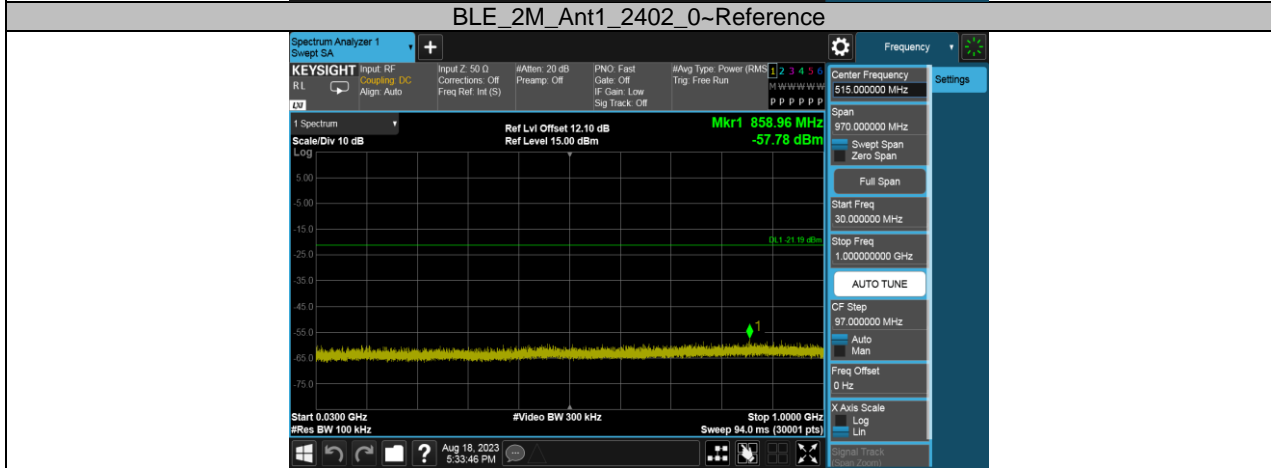 BLE_2M_Ant1_2402_0~Reference
Spectrum Analyzer 1
Swept SA
Frequency
KEYSIGHT Input: RF Input Z: 50 Ω #Atten: 20 dB PNO: Fast #Avg Type: Power (RMS 1 2 3 4 5 6
RL Coupling: DC Corrections: Off Preamp: Off Gate: Off Trig: Free Run M W W W W W
Align: Auto Freq Ref: Int (S) IF Gain: Low
LXI Sig Track: Off P P P P P P
Center Frequency
515.000000 MHz
Settings
1 Spectrum
Ref Lvl Offset 12.10 dB
Mkr1 858.96 MHz
Scale/Div 10 dB
Ref Level 15.00 dBm
-57.78 dBm
Log
5.00
-5.00
-15.0
DL1 -21.19 dBm
-25.0
-35.0
-45.0
-55.0
1
-65.0
-75.0
Start 0.0300 GHz
#Video BW 300 kHz
Stop 1.0000 GHz
#Res BW 100 kHz
Sweep 94.0 ms (30001 pts)
Span
970.000000 MHz
Swept Span
Zero Span
Full Span
Start Freq
30.000000 MHz
Stop Freq
1.000000000 GHz
AUTO TUNE
CF Step
97.000000 MHz
Auto
Man
Freq Offset
0 Hz
X Axis Scale
Log
Lin
Signal Track
(Span Zoom)
?
Aug 18, 2023
5:33:46 PM